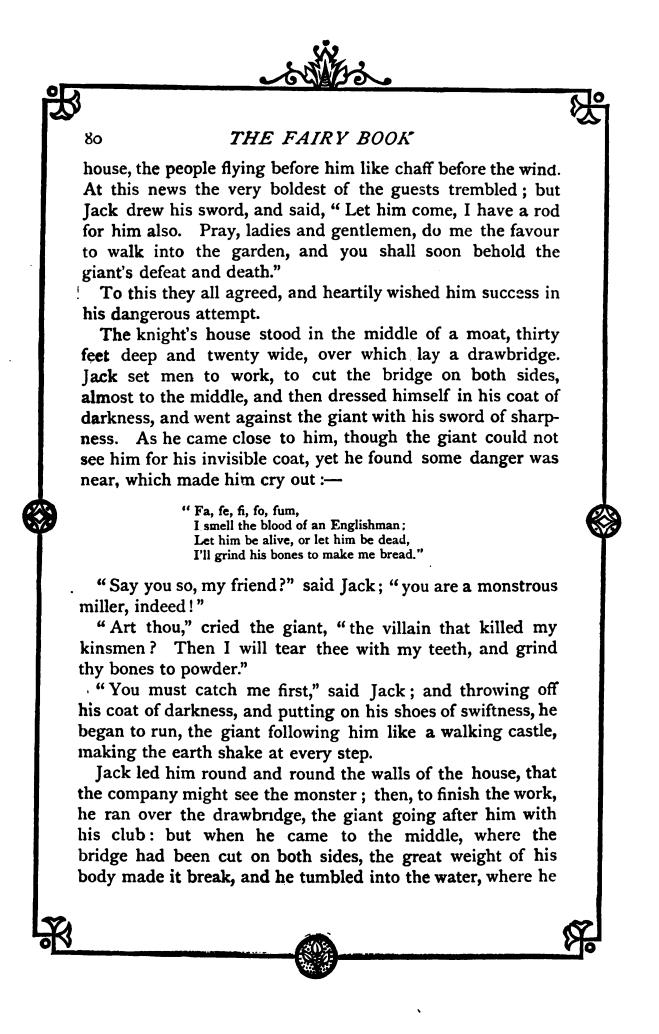 80 THE FAIRY BOOK
house, the people flying before him like chaff before the wind.
At this news the very boldest of the guests trembled; but
Jack drew his sword, and said, "Let him come, I have a rod
for him also. Pray, ladies and gentlemen, do me the favour
to walk into the garden, and you shall soon behold the
giant's defeat and death."
To this they all agreed, and heartily wished him success in
his dangerous attempt.
The knight's house stood in the middle of a moat, thirty
feet deep and twenty wide, over which lay a drawbridge.
Jack set men to work, to cut the bridge on both sides,
almost to the middle, and then dressed himself in his coat of
darkness, and went against the giant with his sword of sharp-
ness. As he came close to him, though the giant could not
see him for his invisible coat, yet he found some danger was
near, which made him cry out:—
"Fa, fe, fi, fo, fum,
I smell the blood of an Englishman;
Let him be alive, or let him be dead,
I'll grind his bones to make me bread."
"Say you so, my friend?" said Jack; "you are a monstrous
miller, indeed!"
"Art thou," cried the giant, "the villain that killed my
kinsmen? Then I will tear thee with my teeth, and grind
thy bones to powder."
"You must catch me first," said Jack; and throwing off
his coat of darkness, and putting on his shoes of swiftness, he
began to run, the giant following him like a walking castle,
making the earth shake at every step.
Jack led him round and round the walls of the house, that
the company might see the monster; then, to finish the work,
he ran over the drawbridge, the giant going after him with
his club: but when he came to the middle, where the
bridge had been cut on both sides, the great weight of his
body made it break, and he tumbled into the water, where he